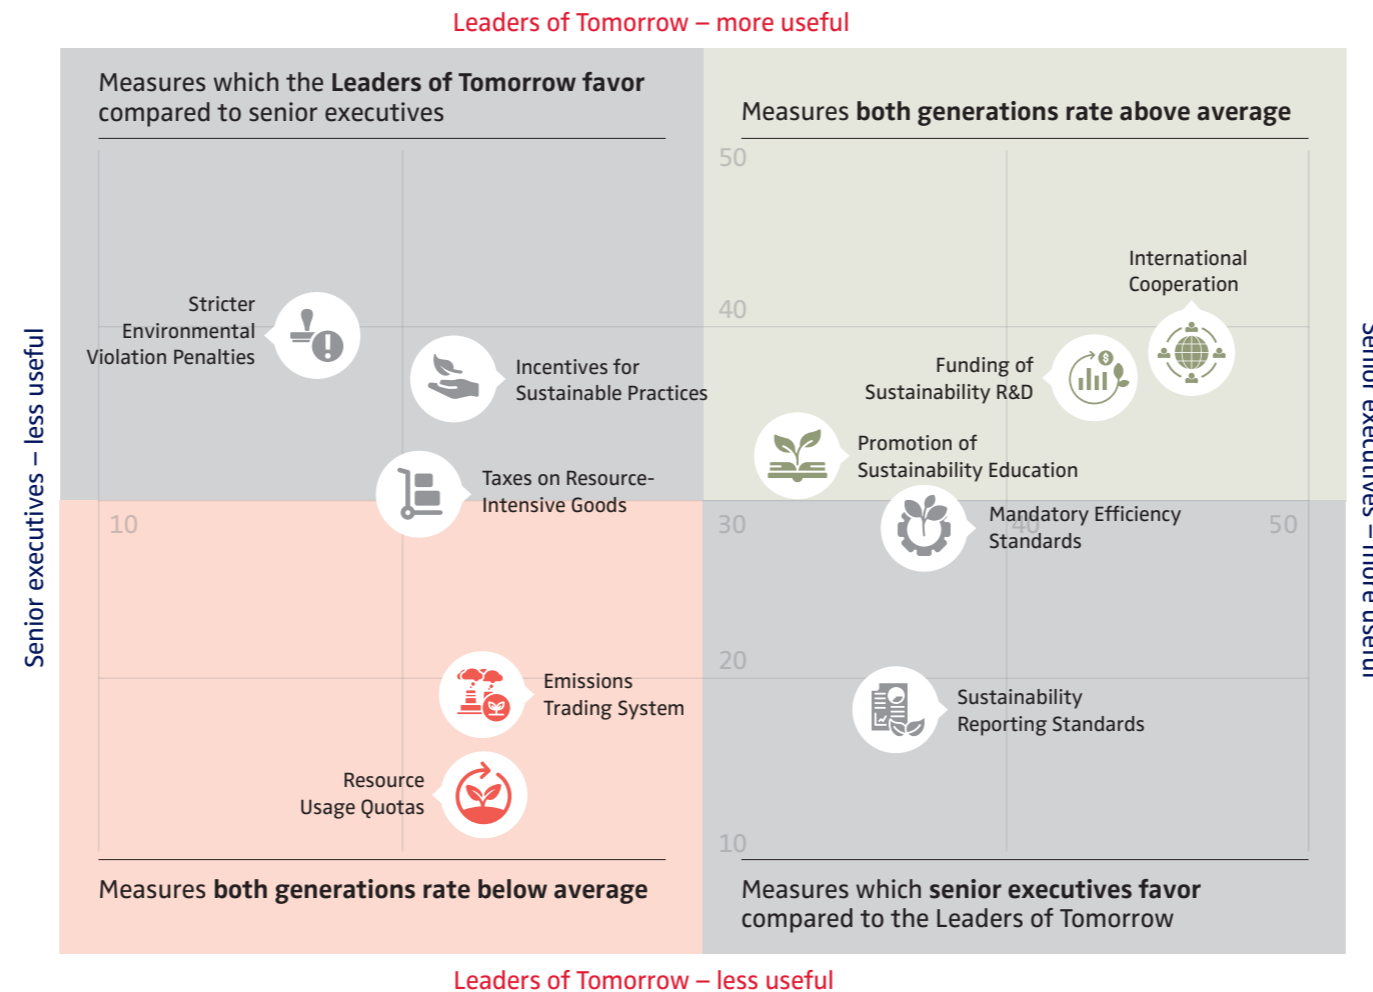 Leaders of Tomorrow – more useful
Measures which the Leaders of Tomorrow favor
compared to senior executives
Measures both generations rate above average
50
International
Cooperation
Stricter
Environmental
Violation Penalties
40
Incentives for
Sustainable Practices
Funding of
Sustainability R&D
Promotion of
Sustainability Education
Taxes on Resource-
Intensive Goods
Mandatory Efficiency
Standards
10
30
40
50
Senior executives – less useful
Senior executives – more useful
20
Emissions
Trading System
Sustainability
Reporting Standards
Resource
Usage Quotas
10
Measures both generations rate below average
Measures which senior executives favor
compared to the Leaders of Tomorrow
Leaders of Tomorrow – less useful